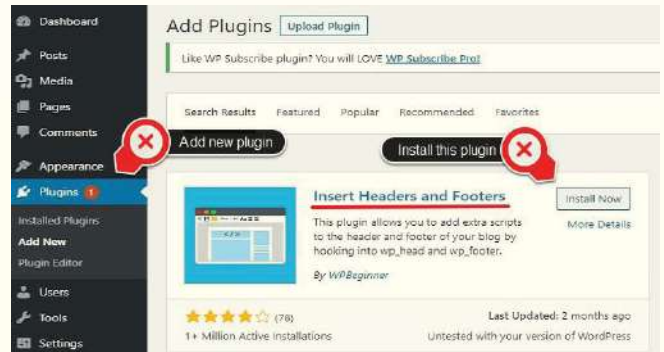 Dashboard
Posts
Media
Pages
Comments
Appearance
Plugins 1
Installed Plugins
Add New
Plugin Editor
Users
Tools
Settings
Add Plugins Upload Plugin
Like WP Subscribe plugin? You will LOVE WP Subscribe Pro!
Search Results Featured Popular Recommended Favorites
Add new plugin
Install this plugin
Insert Headers and Footers
Install Now
More Details
This plugin allows you to add extra scripts
to the header and footer of your blog by
hooking into wp_head and wp_footer.
By WPBeginner
(76)
Last Updated: 2 months ago
1+ Million Active Installations
Untested with your version of WordPress